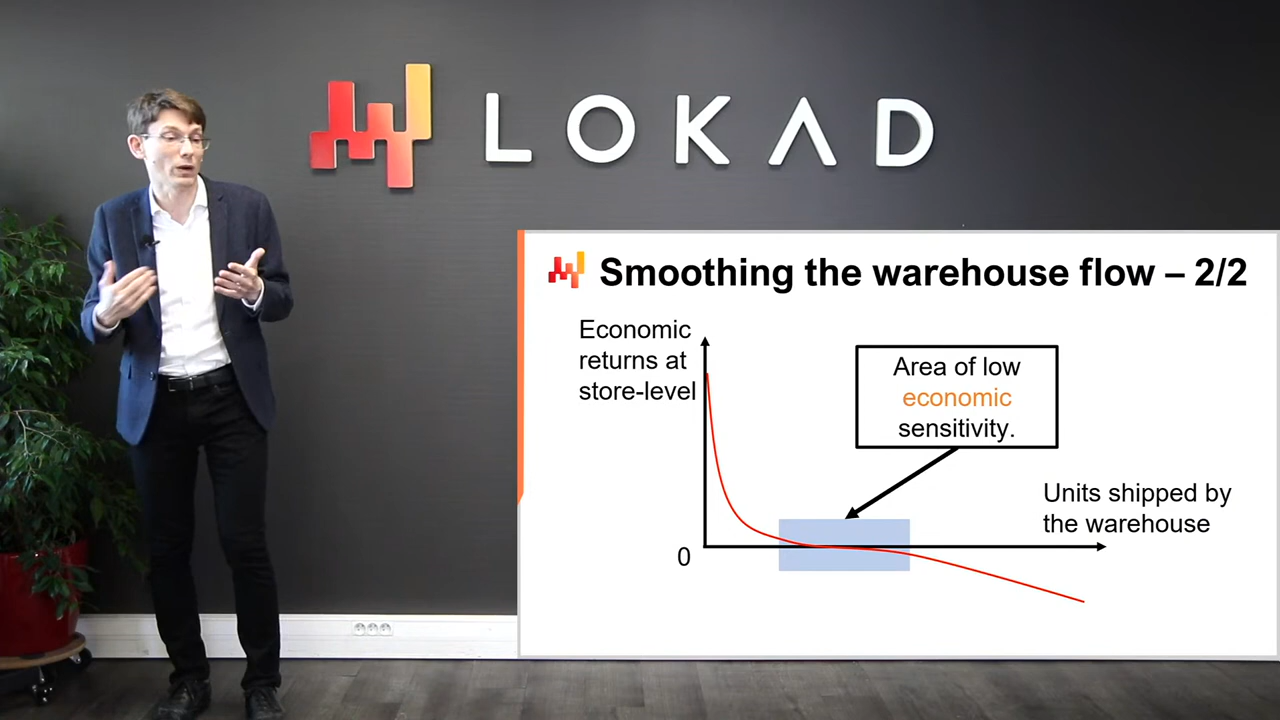 LOKAD
Smoothing the warehouse flow – 2/2
Economic
returns at
store-level
Area of low
economic
sensitivity.
Units shipped by
the warehouse
0